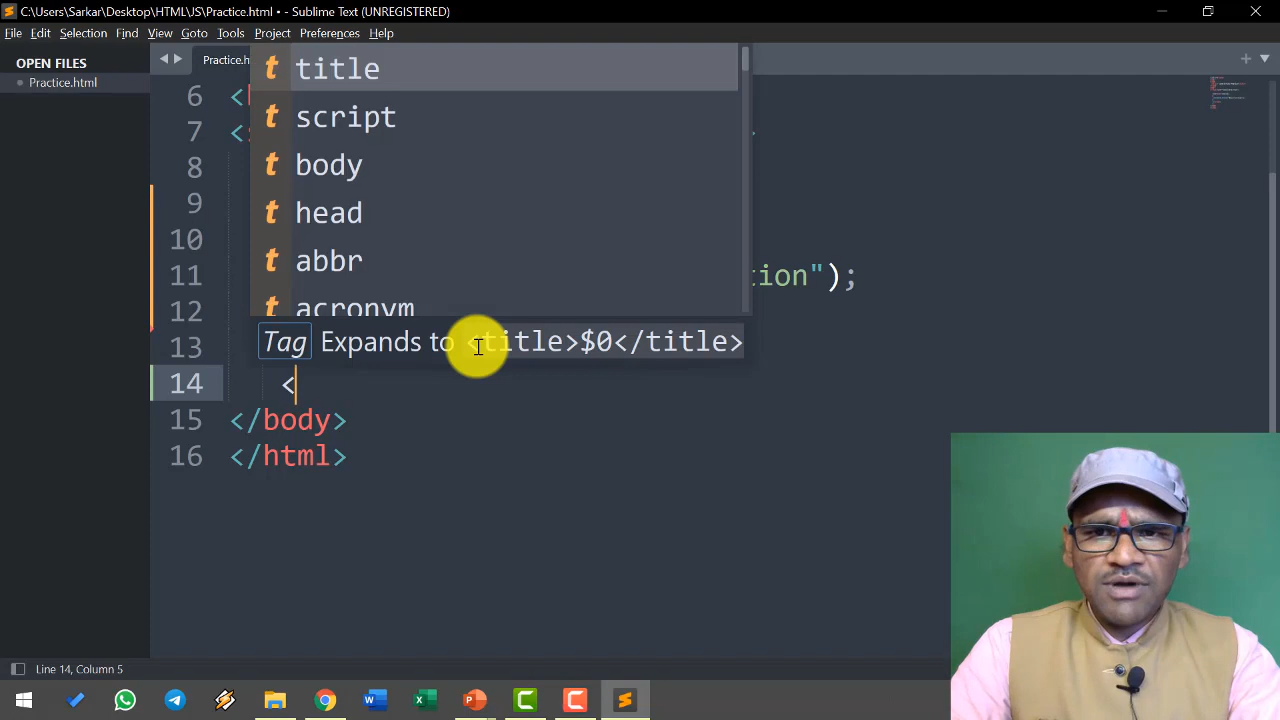 C:\Users\Sarkar\Desktop\HTML\JS\Practice.html • - Sublime Text (UNREGISTERED)
File Edit Selection Find View Goto Tools Project Preferences Help
OPEN FILES
Practice.html
Practice.h
title
script
body
head
abbr
acronym
Tag Expands to <title>$0</title>
6 <
7 <
8
9
10
11 tion");
12
13
14 <
15 </body>
16 </html>
Line 14, Column 5